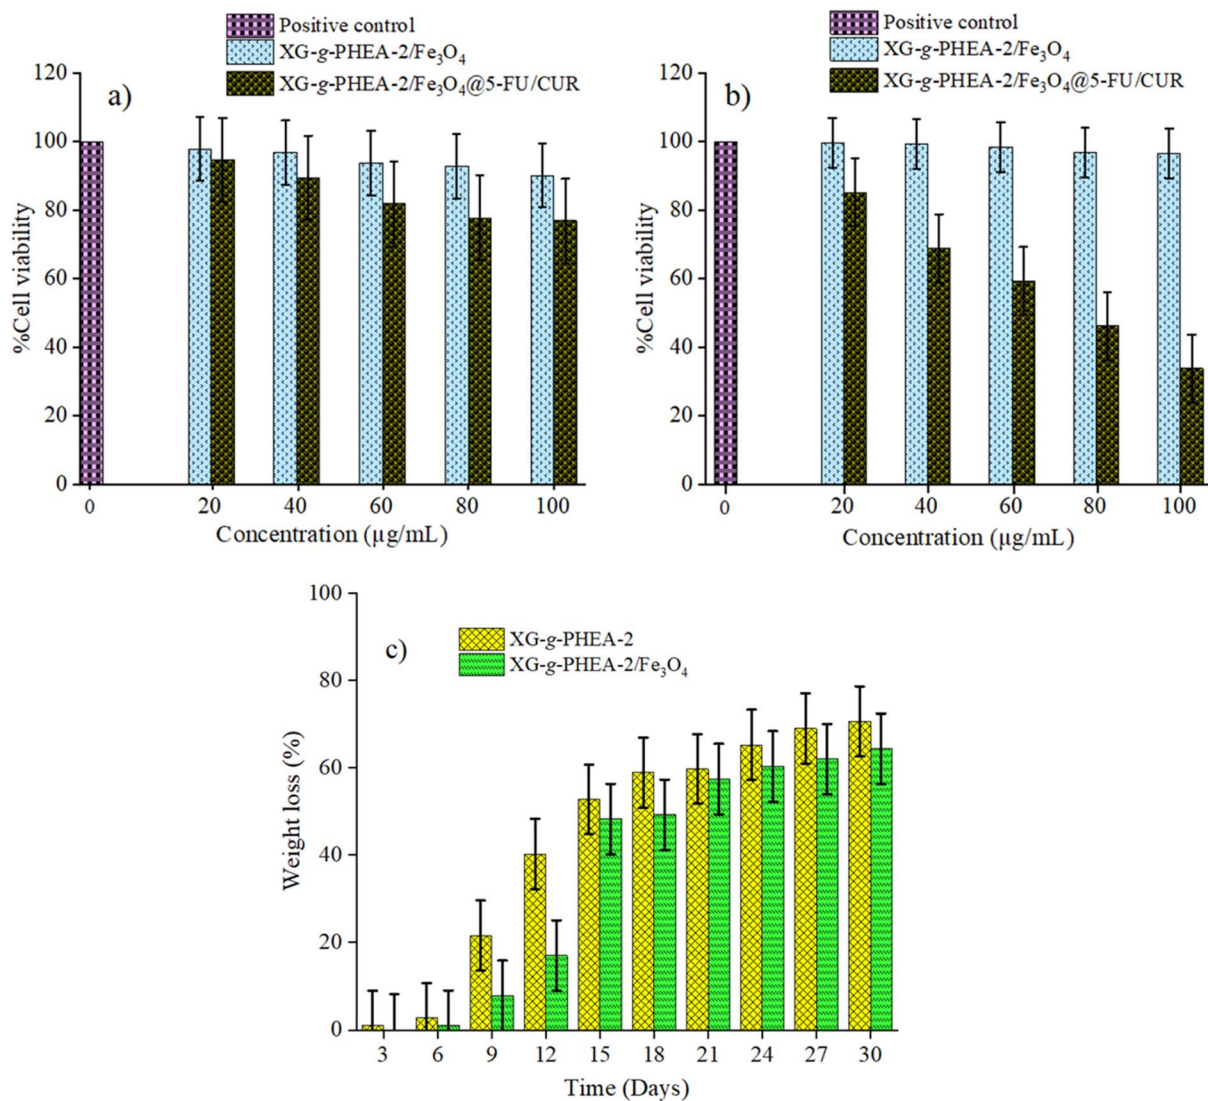 Positive control
XG-g-PHEA-2/Fe₃O₄
XG-g-PHEA-2/Fe₃O₄@5-FU/CUR
a)
%Cell viability
120
100
80
60
40
20
0
0 20 40 60 80 100
Concentration (µg/mL)
Positive control
XG-g-PHEA-2/Fe₃O₄
XG-g-PHEA-2/Fe₃O₄@5-FU/CUR
b)
%Cell viability
120
100
80
60
40
20
0
0 20 40 60 80 100
Concentration (µg/mL)
c)
XG-g-PHEA-2
XG-g-PHEA-2/Fe₃O₄
Weight loss (%)
100
80
60
40
20
0
3 6 9 12 15 18 21 24 27 30
Time (Days)